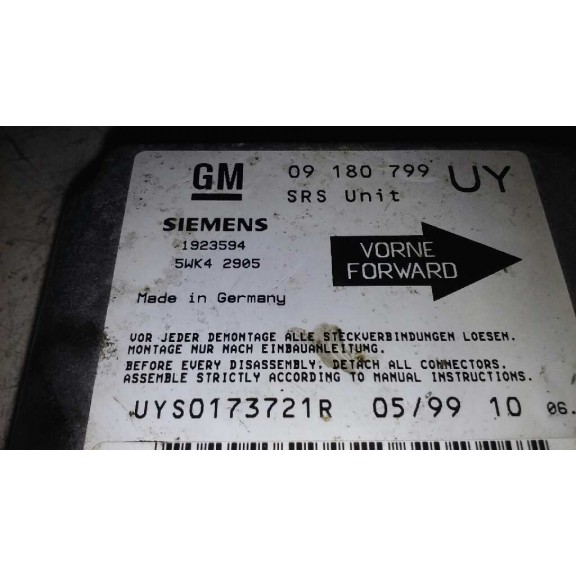 GM 09 180 799 UY
SRS Unit
SIEMENS
1923594
5WK4 2905
VORNE
FORWARD
Made in Germany
VOR JEDER DEMONTAGE ALLE STECKVERBINDUNGEN LOESEN.
MONTAGE NUR NACH EINBAUANLEITUNG.
BEFORE EVERY DISASSEMBLY. DETACH ALL CONNECTORS.
ASSEMBLE STRICTLY ACCORDING TO MANUAL INSTRUCTIONS.
UYS0173721R 05/99 10 06.